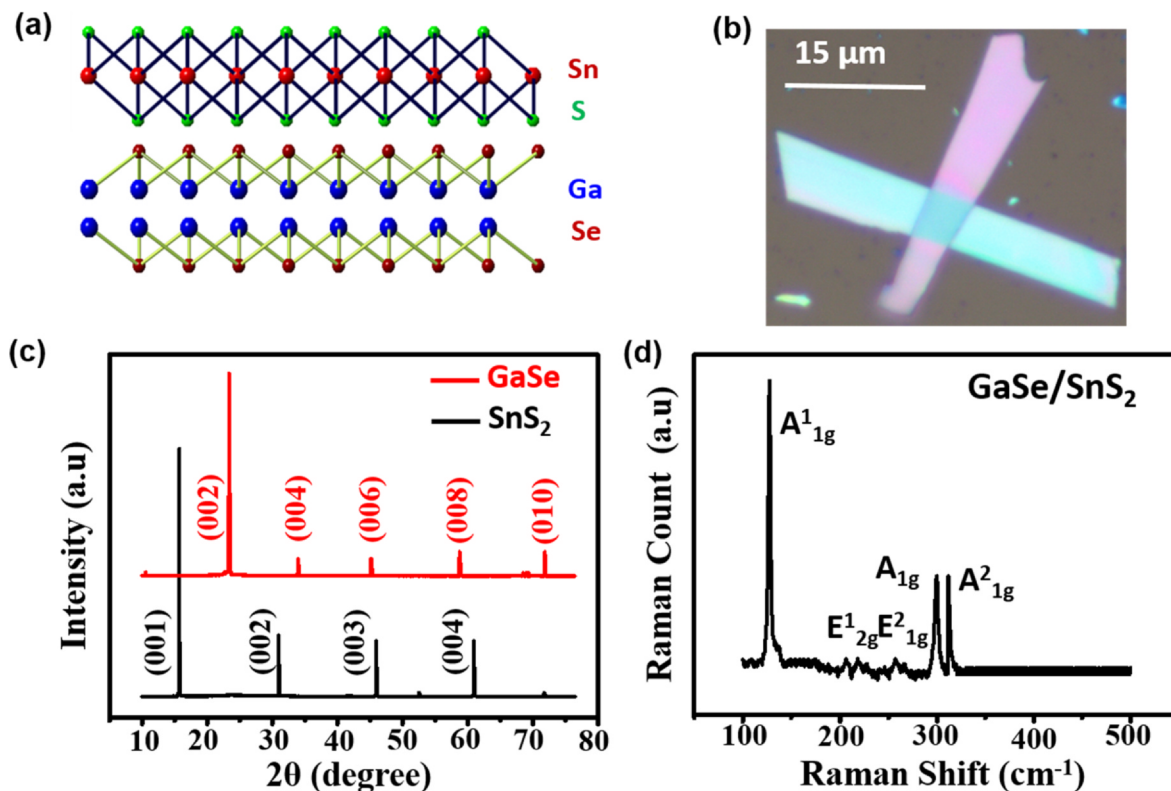 (a)
Sn
S
Ga
Se
(b)
15 µm
(c)
GaSe
SnS₂
(002)
(004)
(006)
(008)
(010)
(001)
(002)
(003)
(004)
Intensity (a.u)
10 20 30 40 50 60 70 80
2θ (degree)
(d)
GaSe/SnS₂
A¹₁g
A₁g
A²₁g
E¹₂g
E²₁g
Raman Count (a.u)
100 200 300 400 500
Raman Shift (cm⁻¹)